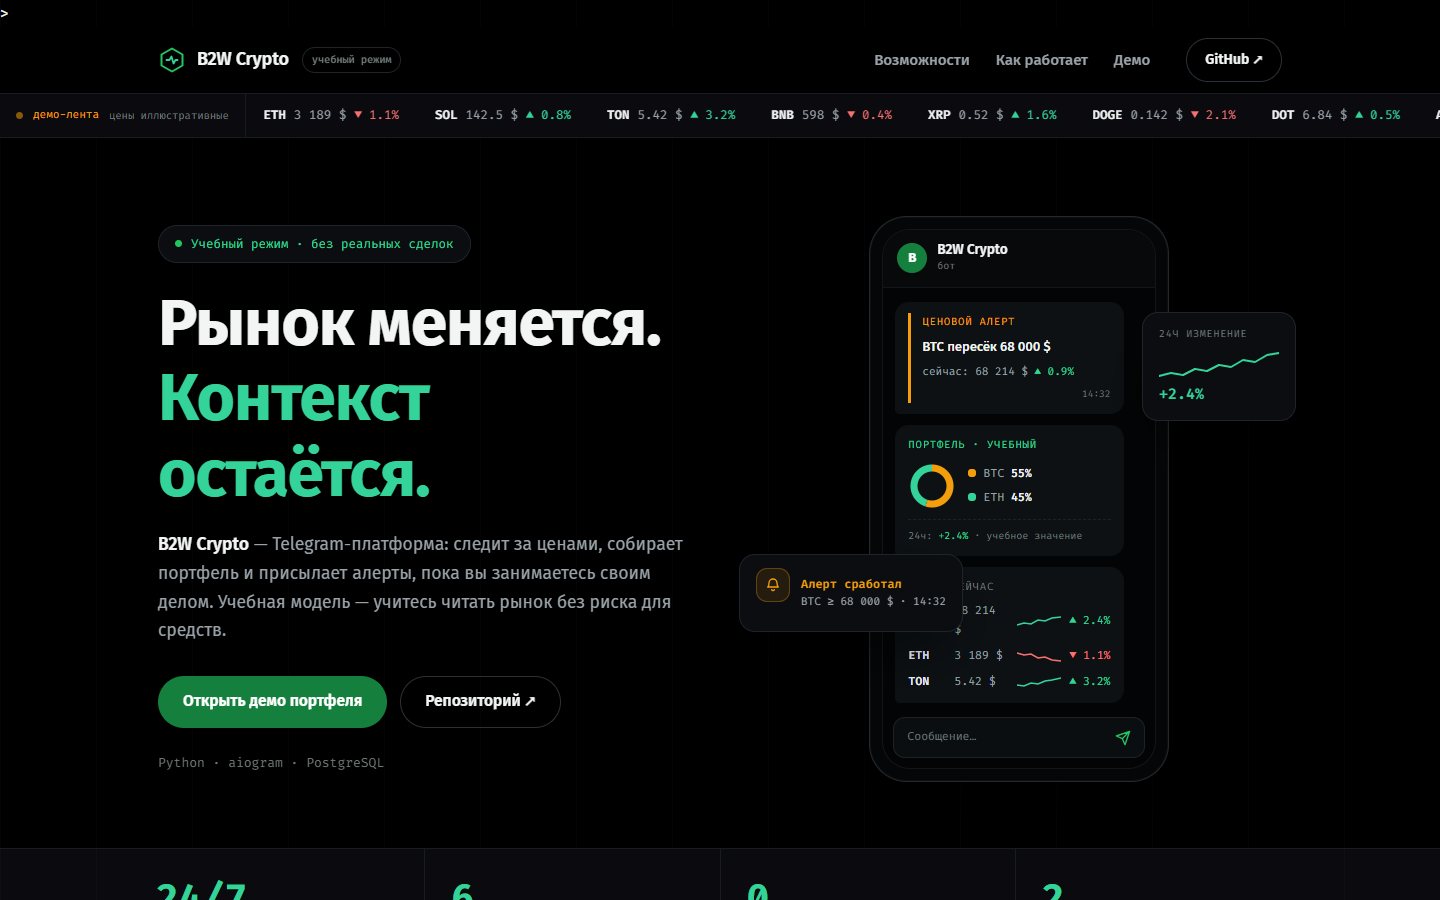 >
B2W Crypto учебный режим
Возможности Как работает Демо GitHub ↗
демо-лента цены иллюстративные ETH 3 189 $ ▼ 1.1% SOL 142.5 $ ▲ 0.8% TON 5.42 $ ▲ 3.2% BNB 598 $ ▼ 0.4% XRP 0.52 $ ▲ 1.6% DOGE 0.142 $ ▼ 2.1% DOT 6.84 $ ▲ 0.5%
Учебный режим · без реальных сделок
Рынок меняется.
Контекст
остаётся.
B2W Crypto — Telegram-платформа: следит за ценами, собирает
портфель и присылает алерты, пока вы занимаетесь своим
делом. Учебная модель — учитесь читать рынок без риска для
средств.
Открыть демо портфеля Репозиторий ↗
Python · aiogram · PostgreSQL
B
B2W Crypto
бот
ЦЕНОВОЙ АЛЕРТ
BTC пересёк 68 000 $
сейчас: 68 214 $ ▲ 0.9%
14:32
24Ч ИЗМЕНЕНИЕ
+2.4%
ПОРТФЕЛЬ · УЧЕБНЫЙ
BTC 55%
ETH 45%
24ч: +2.4% · учебное значение
Алерт сработал
BTC ≥ 68 000 $ · 14:32
8 214
$ ▲ 2.4%
ETH 3 189 $ ▼ 1.1%
TON 5.42 $ ▲ 3.2%
Сообщение…
24/7 6 0 2